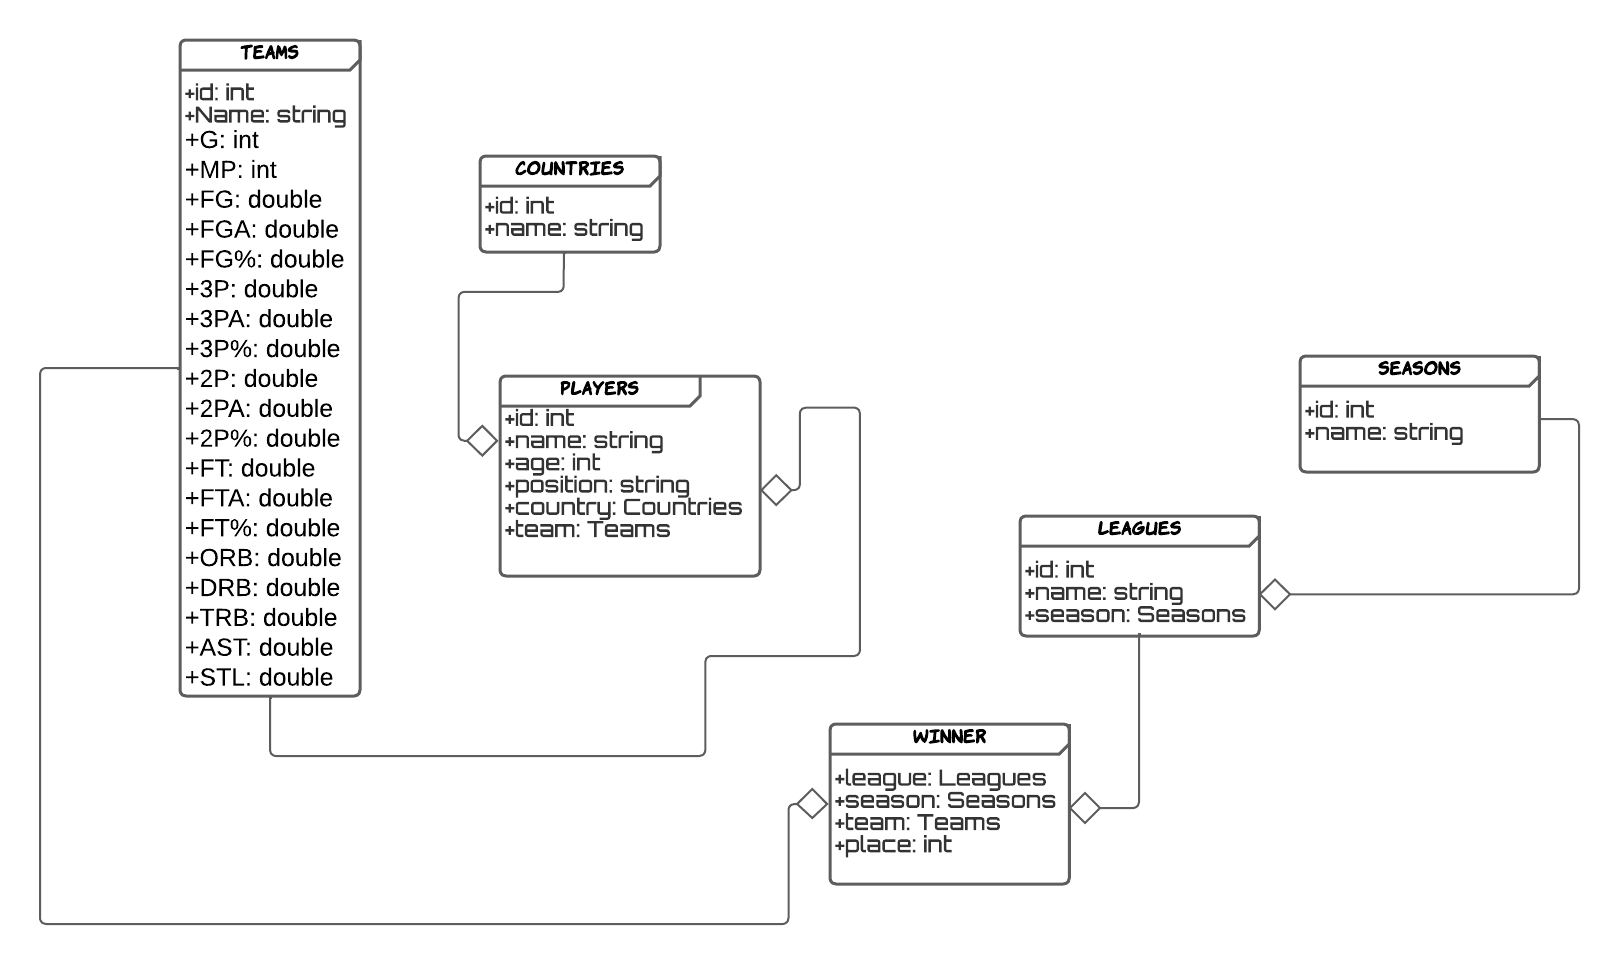 TEAMS
+id: int
+Name: string
+G: int
+MP: int
+FG: double
+FGA: double
+FG%: double
+3P: double
+3PA: double
+3P%: double
+2P: double
+2PA: double
+2P%: double
+FT: double
+FTA: double
+FT%: double
+ORB: double
+DRB: double
+TRB: double
+AST: double
+STL: double
COUNTRIES
+id: int
+name: string
PLAYERS
+id: int
+name: string
+age: int
+position: string
+country: Countries
+team: Teams
SEASONS
+id: int
+name: string
LEAGUES
+id: int
+name: string
+season: Seasons
WINNER
+league: Leagues
+season: Seasons
+team: Teams
+place: int